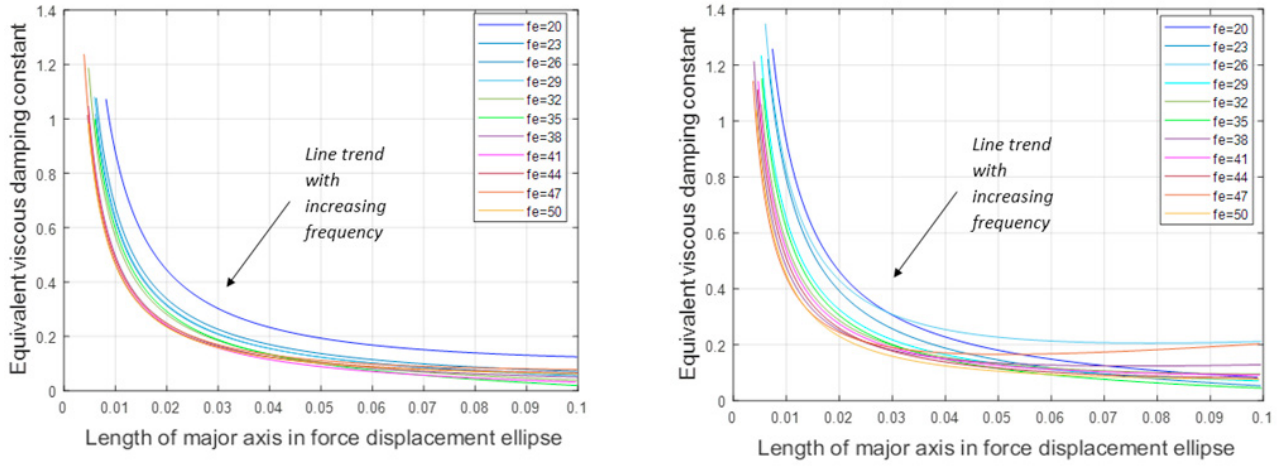 1.4
1.2
1
0.8
0.6
0.4
0.2
0
Equivalent viscous damping constant
0 0.01 0.02 0.03 0.04 0.05 0.06 0.07 0.08 0.09 0.1
Length of major axis in force displacement ellipse
Line trend
with
increasing
frequency
fe=20
fe=23
fe=26
fe=29
fe=32
fe=35
fe=38
fe=41
fe=44
fe=47
fe=50
1.4
1.2
1
0.8
0.6
0.4
0.2
0
Equivalent viscous damping constant
0 0.01 0.02 0.03 0.04 0.05 0.06 0.07 0.08 0.09 0.1
Length of major axis in force displacement ellipse
Line trend
with
increasing
frequency
fe=20
fe=23
fe=26
fe=29
fe=32
fe=35
fe=38
fe=41
fe=44
fe=47
fe=50